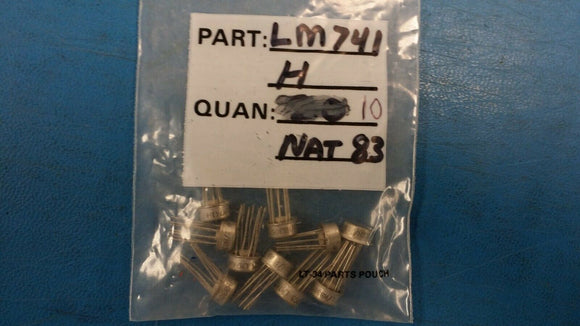 PART: LM741
H
QUAN: 10
NAT 83
LT-34 PARTS POUCH